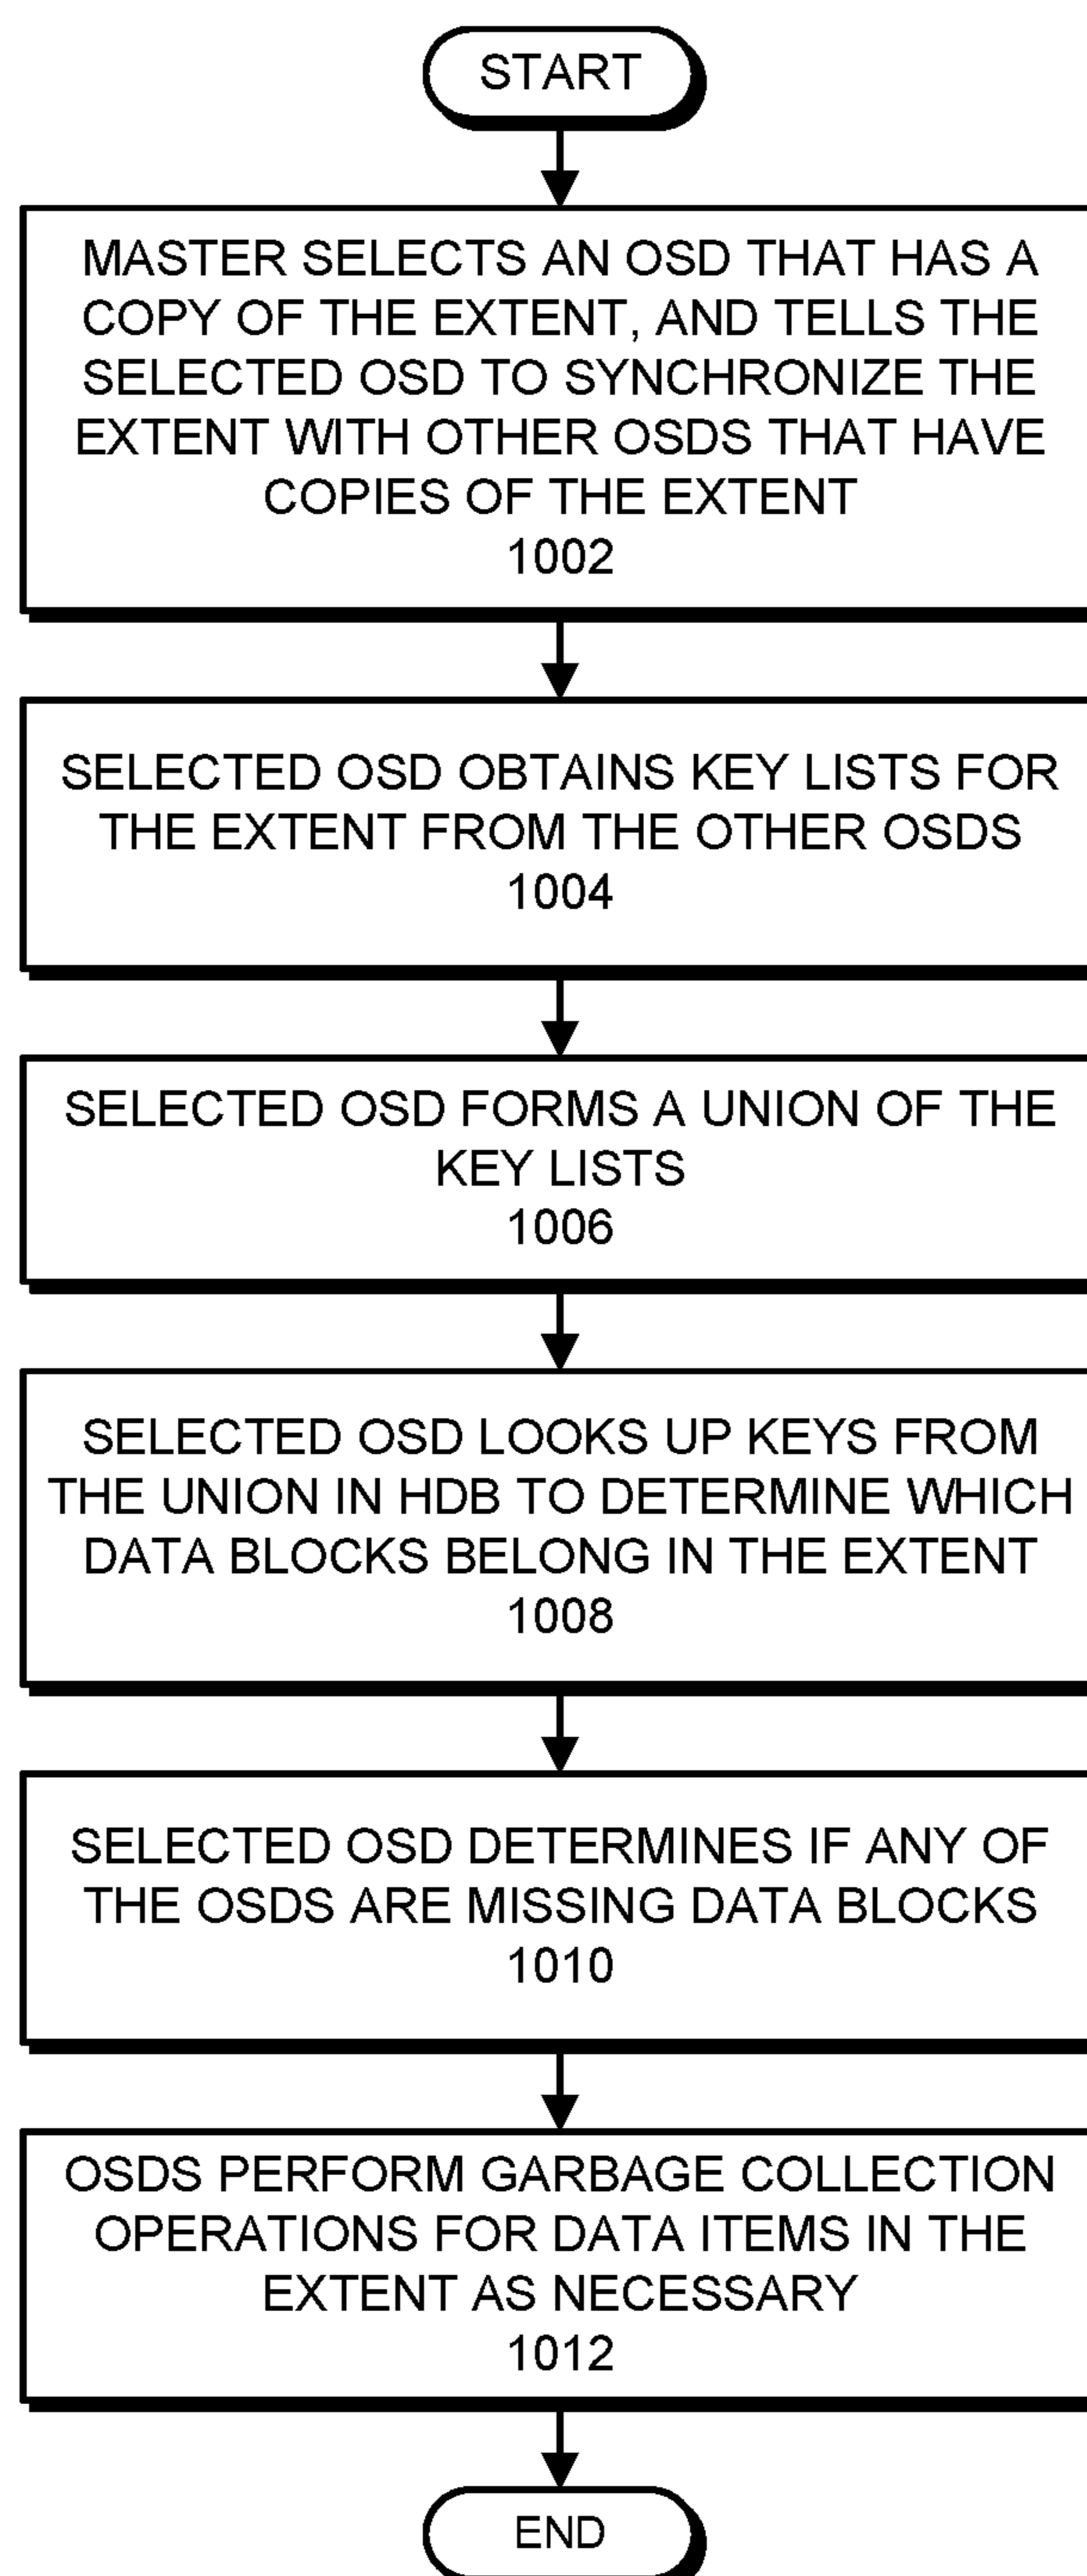 START
MASTER SELECTS AN OSD THAT HAS A
COPY OF THE EXTENT, AND TELLS THE
SELECTED OSD TO SYNCHRONIZE THE
EXTENT WITH OTHER OSDS THAT HAVE
COPIES OF THE EXTENT
1002
SELECTED OSD OBTAINS KEY LISTS FOR
THE EXTENT FROM THE OTHER OSDS
1004
SELECTED OSD FORMS A UNION OF THE
KEY LISTS
1006
SELECTED OSD LOOKS UP KEYS FROM
THE UNION IN HDB TO DETERMINE WHICH
DATA BLOCKS BELONG IN THE EXTENT
1008
SELECTED OSD DETERMINES IF ANY OF
THE OSDS ARE MISSING DATA BLOCKS
1010
OSDS PERFORM GARBAGE COLLECTION
OPERATIONS FOR DATA ITEMS IN THE
EXTENT AS NECESSARY
1012
END